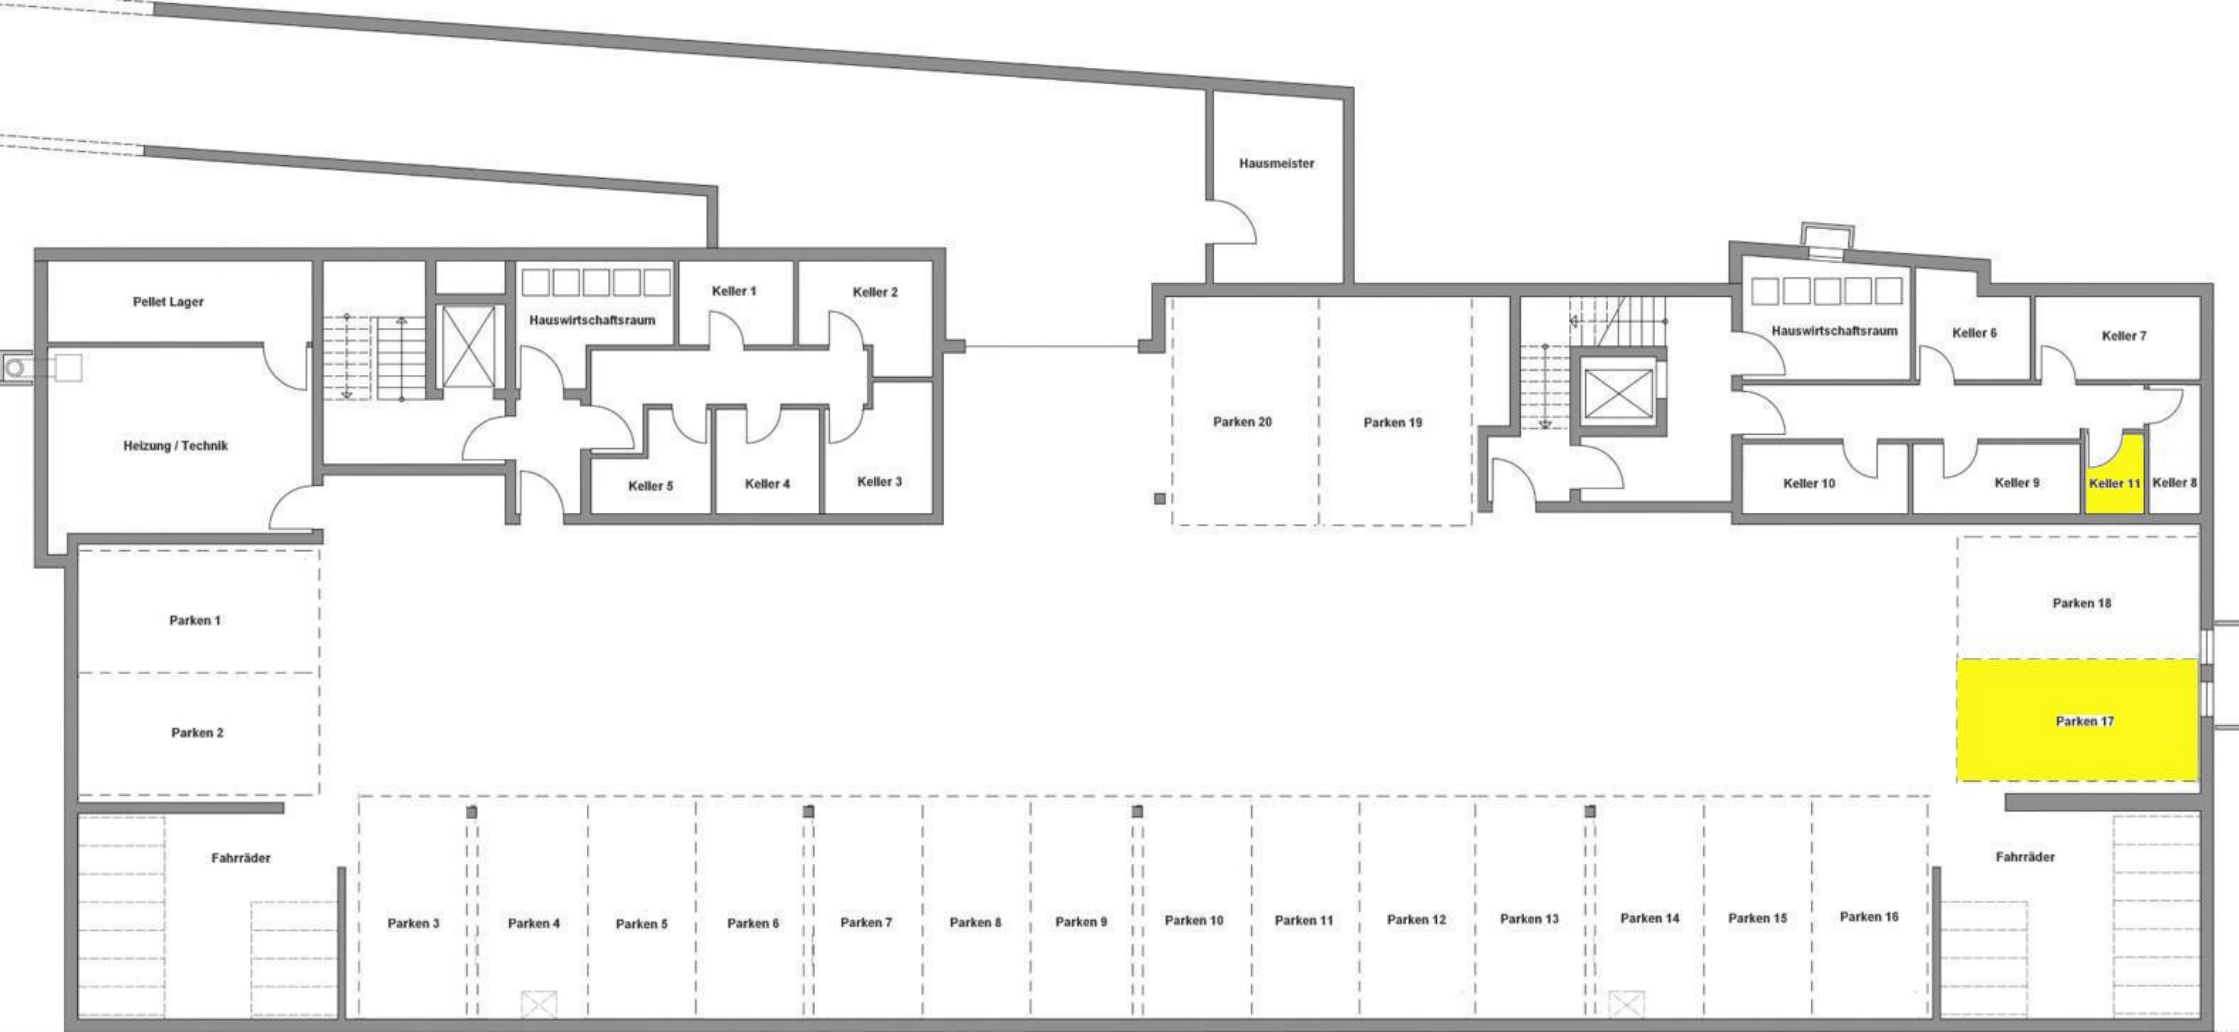 Hausmeister
Pellet Lager
Keller 1
Keller 2
Hauswirtschaftsraum
Hauswirtschaftsraum
Keller 6
Keller 7
Heizung / Technik
Parken 20
Parken 19
Keller 5
Keller 4
Keller 3
Keller 10
Keller 9
Keller 11
Keller 8
Parken 1
Parken 18
Parken 2
Parken 17
Fahrräder
Fahrräder
Parken 3
Parken 4
Parken 5
Parken 6
Parken 7
Parken 8
Parken 9
Parken 10
Parken 11
Parken 12
Parken 13
Parken 14
Parken 15
Parken 16